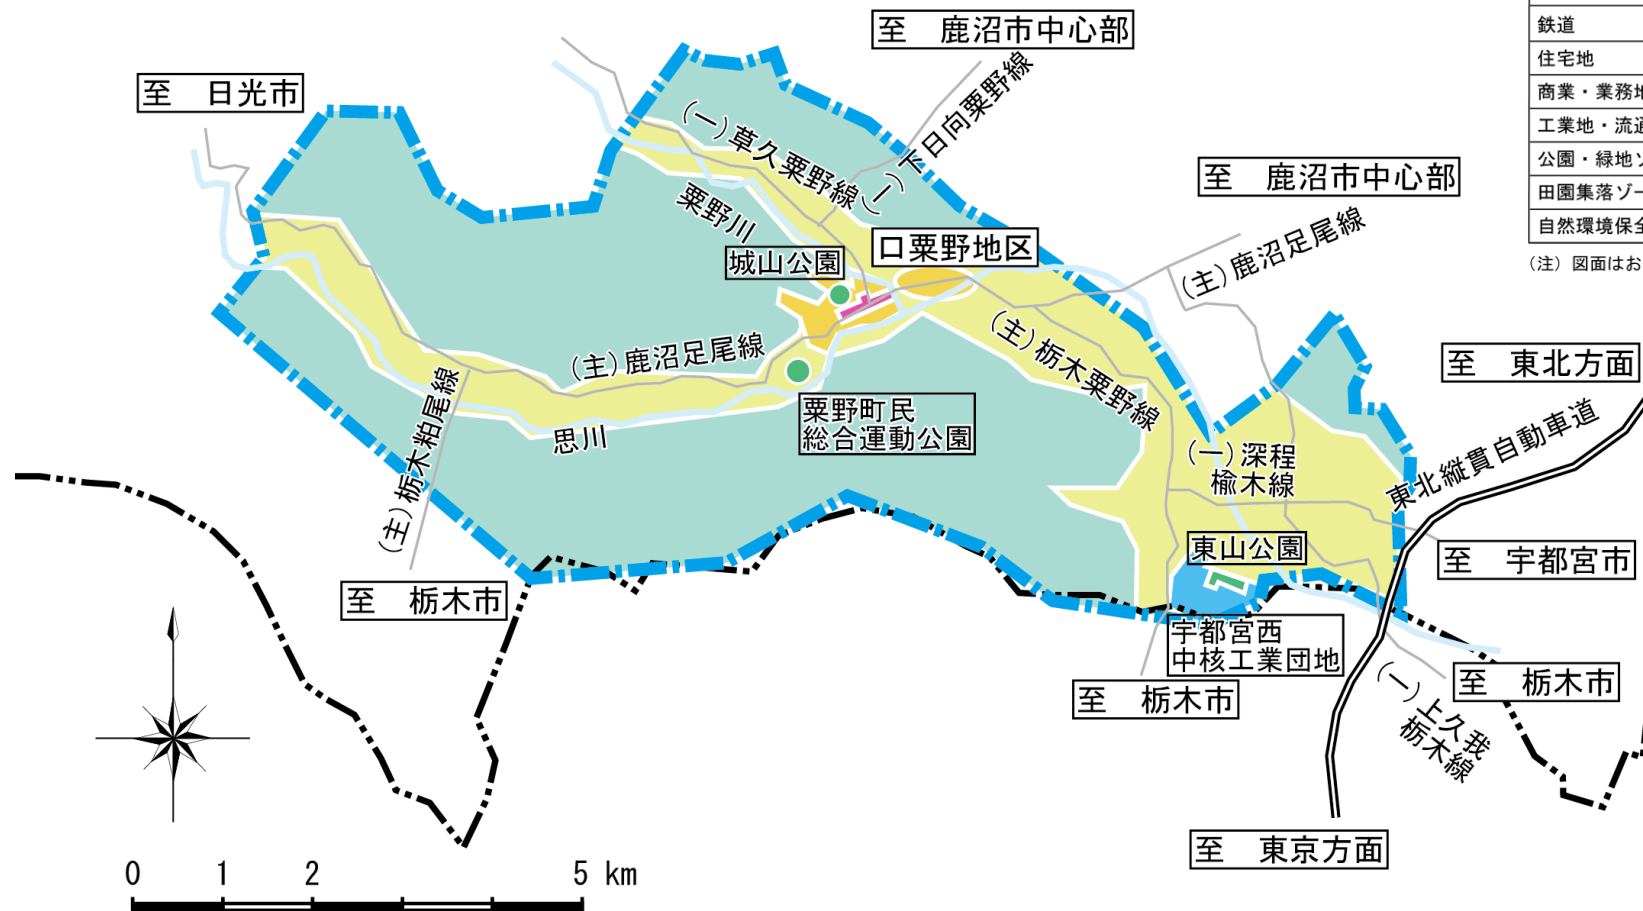 至　鹿沼市中心部
鉄道
住宅地
商業・業務地
工業地・流通
公園・緑地ゾ
田園集落ゾー
自然環境保全
（注）図面はお
至　日光市
（一）草久粟野線
（一）下日向粟野線
粟野川
至　鹿沼市中心部
城山公園
口粟野地区
（主）鹿沼足尾線
（主）鹿沼足尾線
（主）栃木粟野線
至　東北方面
（主）栃木粕尾線
粟野町民
総合運動公園
思川
（一）深程
楡木線
東北縦貫自動車道
東山公園
至　宇都宮市
至　栃木市
宇都宮西
中核工業団地
至　栃木市
至　栃木市
（一）上久我
栃木線
至　東京方面
0 1 2 5 km